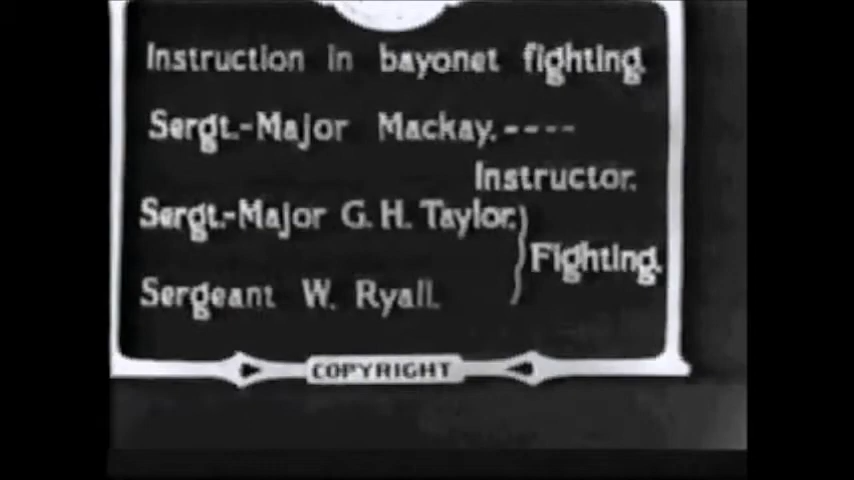 Instruction in bayonet fighting.
Sergt.-Major Mackay.----
Instructor.
Sergt.-Major G. H. Taylor.
Fighting.
Sergeant W. Ryall.
COPYRIGHT